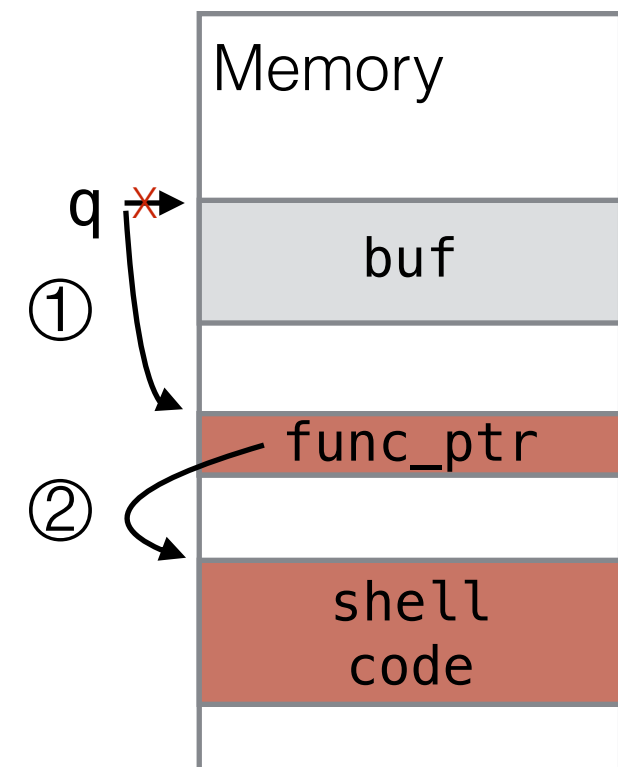 Memory
q
buf
①
func_ptr
②
shell
code